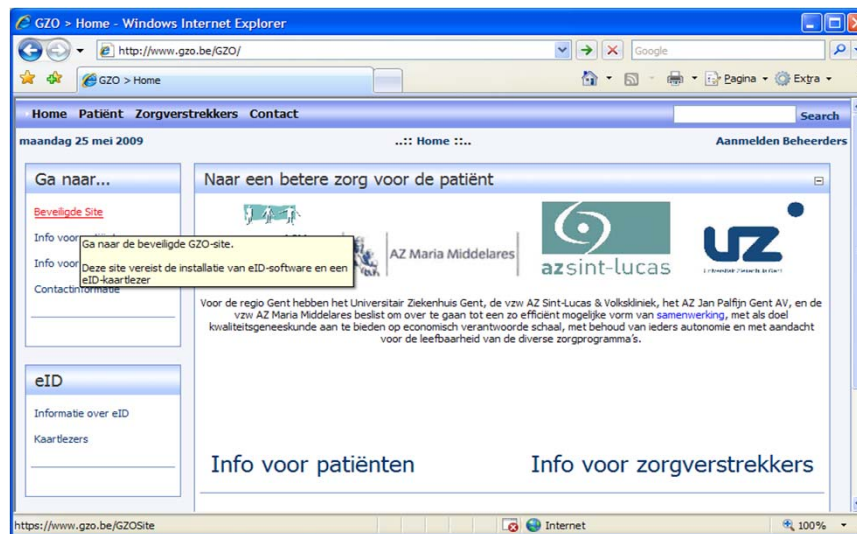 GZO > Home - Windows Internet Explorer
http://www.gzo.be/GZO/
Google
GZO > Home
Pagina
Extra
Home Patiënt Zorgverstrekkers Contact
Search
maandag 25 mei 2009
..:: Home ::..
Aanmelden Beheerders
Ga naar...
Naar een betere zorg voor de patiënt
Beveiligde Site
Info voor
Info voor
Contactinformatie
Ga naar de beveiligde GZO-site.
Deze site vereist de installatie van eID-software en een
eID-kaartlezer
AZ Maria Middelares
azsint-lucas
UZ
Universitair Ziekenhuis Gent
Voor de regio Gent hebben het Universitair Ziekenhuis Gent, de vzw AZ Sint-Lucas & Volkskliniek, het AZ Jan Palfijn Gent AV, en de
vzw AZ Maria Middelares beslist om over te gaan tot een zo efficiënt mogelijke vorm van samenwerking, met als doel
kwaliteitsgeneeskunde aan te bieden op economisch verantwoorde schaal, met behoud van ieders autonomie en met aandacht
voor de leefbaarheid van de diverse zorgprogramma's.
eID
Informatie over eID
Kaartlezers
Info voor patiënten
Info voor zorgverstrekkers
https://www.gzo.be/GZOSite
Internet
100%